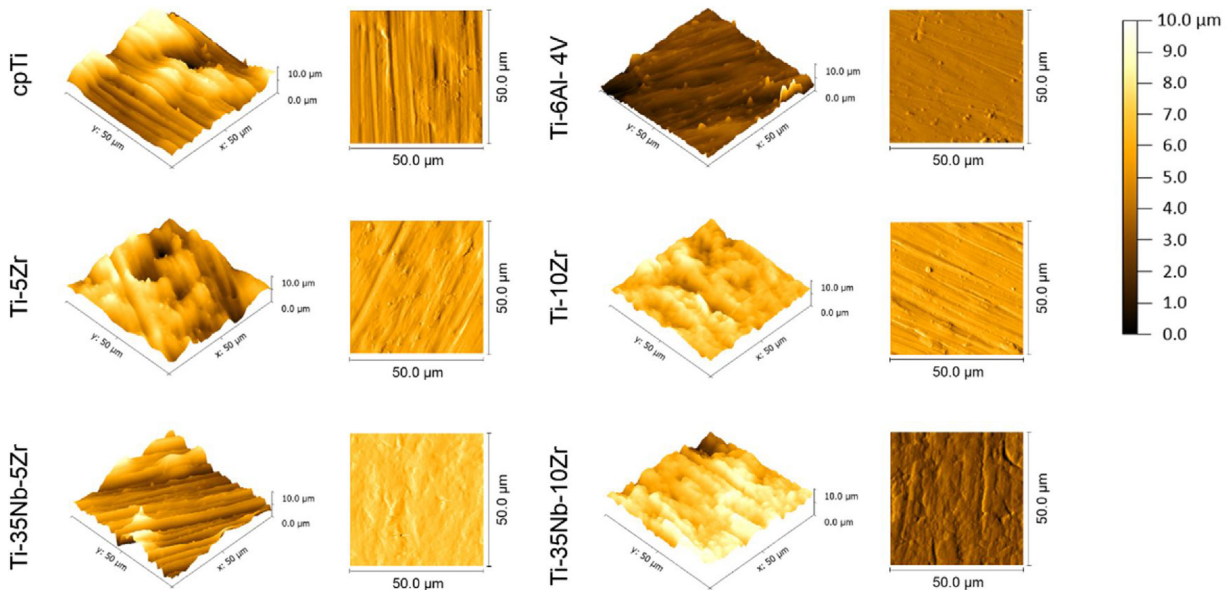 cpTi
10.0 µm
0.0 µm
y: 50 µm
x: 50 µm
50.0 µm
50.0 µm
Ti-6Al- 4V
10.0 µm
0.0 µm
y: 50 µm
x: 50 µm
50.0 µm
50.0 µm
10.0 µm
9.0
8.0
7.0
6.0
5.0
4.0
3.0
2.0
1.0
0.0
Ti-5Zr
10.0 µm
0.0 µm
y: 50 µm
x: 50 µm
50.0 µm
50.0 µm
Ti-10Zr
10.0 µm
0.0 µm
y: 50 µm
x: 50 µm
50.0 µm
50.0 µm
Ti-35Nb-5Zr
10.0 µm
0.0 µm
y: 50 µm
x: 50 µm
50.0 µm
50.0 µm
Ti-35Nb-10Zr
10.0 µm
0.0 µm
y: 50 µm
x: 50 µm
50.0 µm
50.0 µm